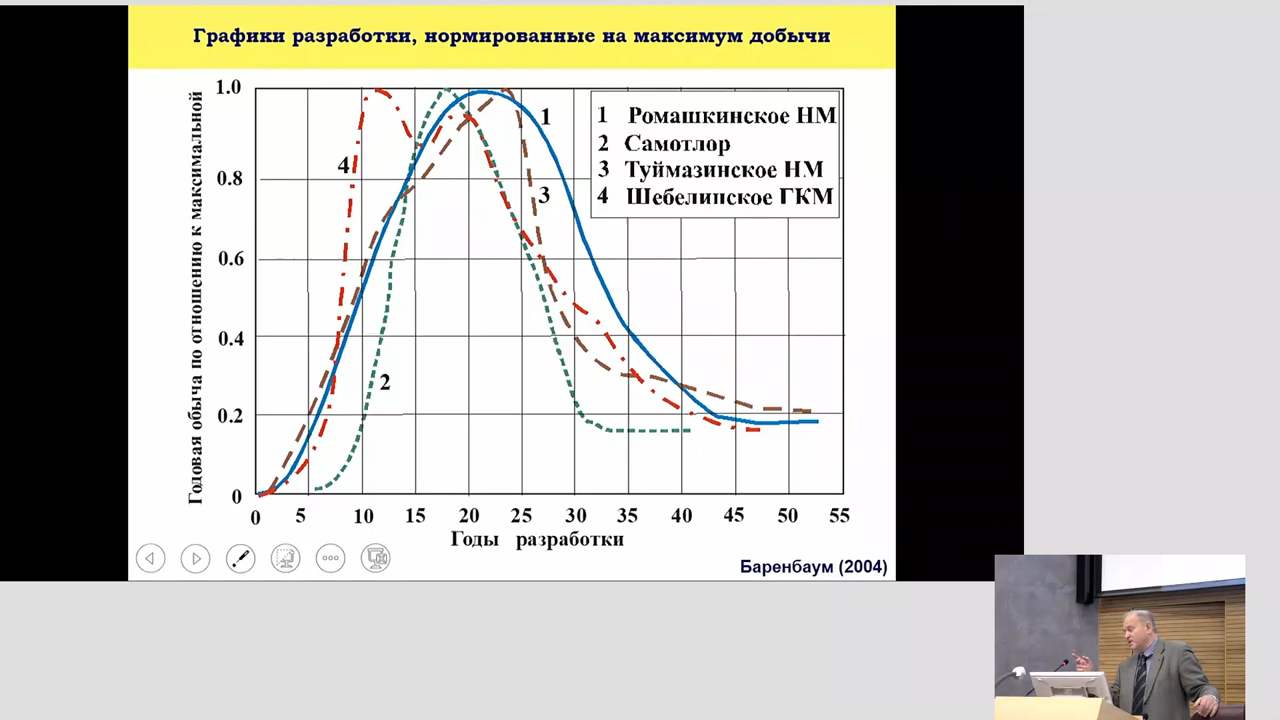 Графики разработки, нормированные на максимум добычи
Годовая обыча по отношению к максимальной
1.0
0.8
0.6
0.4
0.2
0
0 5 10 15 20 25 30 35 40 45 50 55
Годы разработки
1
2
3
4
1 Ромашкинское НМ
2 Самотлор
3 Туймазинское НМ
4 Шебелинское ГКМ
Баренбаум (2004)